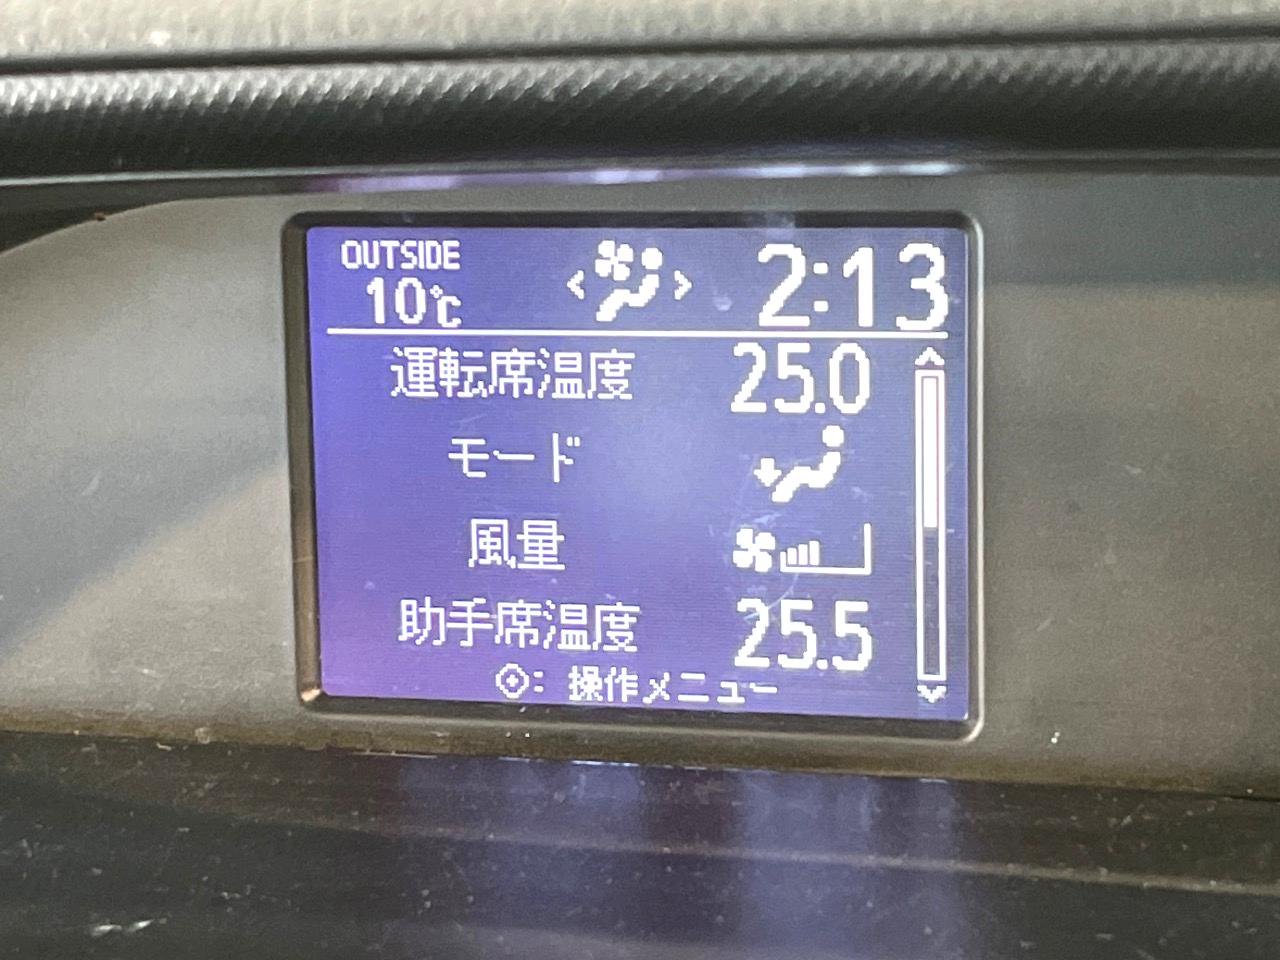 OUTSIDE
10℃
2:13
運転席温度 25.0
モード
風量
助手席温度 25.5
: 操作メニュー